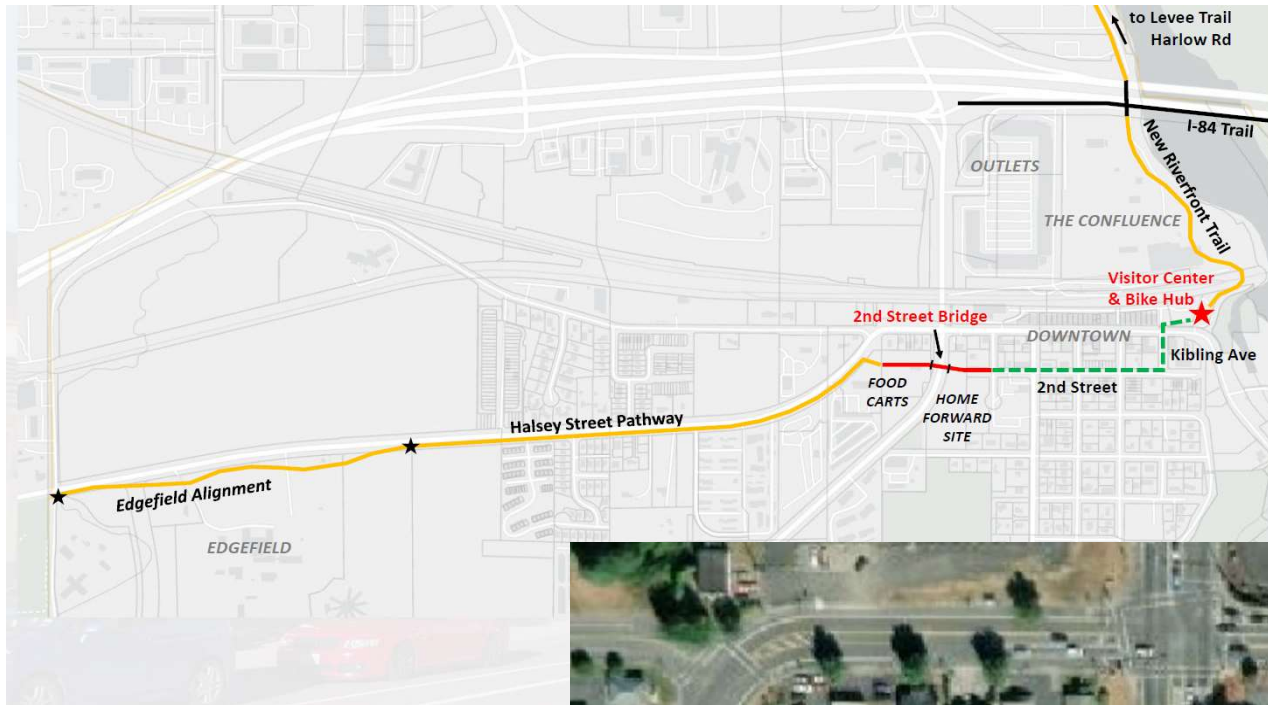 to Levee Trail
Harlow Rd
I-84 Trail
New Riverfront Trail
OUTLETS
THE CONFLUENCE
Visitor Center
& Bike Hub
2nd Street Bridge
DOWNTOWN
Kibling Ave
2nd Street
FOOD
CARTS
HOME
FORWARD
SITE
Halsey Street Pathway
Edgefield Alignment
EDGEFIELD